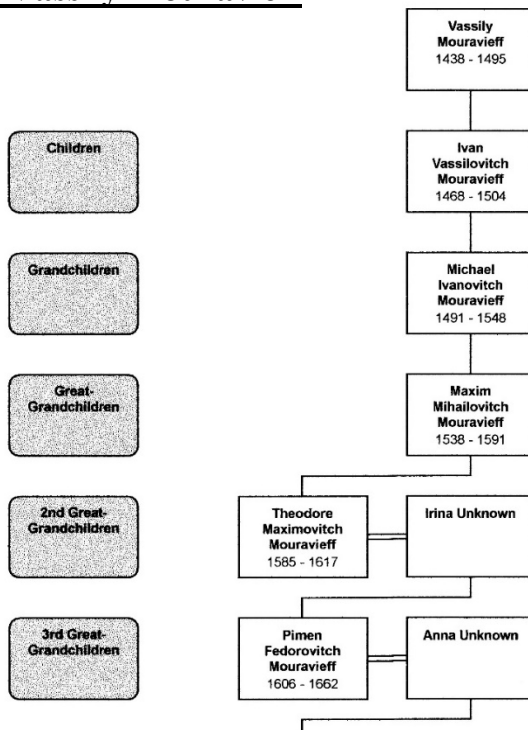 Vassily
Mouravieff
1438 - 1495
Children
Ivan
Vassilovitch
Mouravieff
1468 - 1504
Grandchildren
Michael
Ivanovitch
Mouravieff
1491 - 1548
Great-
Grandchildren
Maxim
Mihailovitch
Mouravieff
1538 - 1591
2nd Great-
Grandchildren
Theodore
Maximovitch
Mouravieff
1585 - 1617
Irina Unknown
3rd Great-
Grandchildren
Pimen
Fedorovitch
Mouravieff
1606 - 1662
Anna Unknown